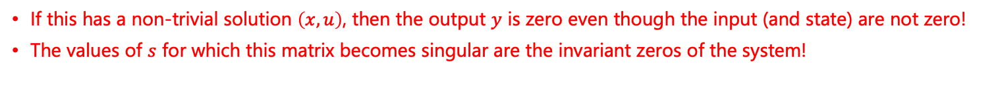 • If this has a non-trivial solution (x, u), then the output y is zero even though the input (and state) are not zero!
• The values of s for which this matrix becomes singular are the invariant zeros of the system!